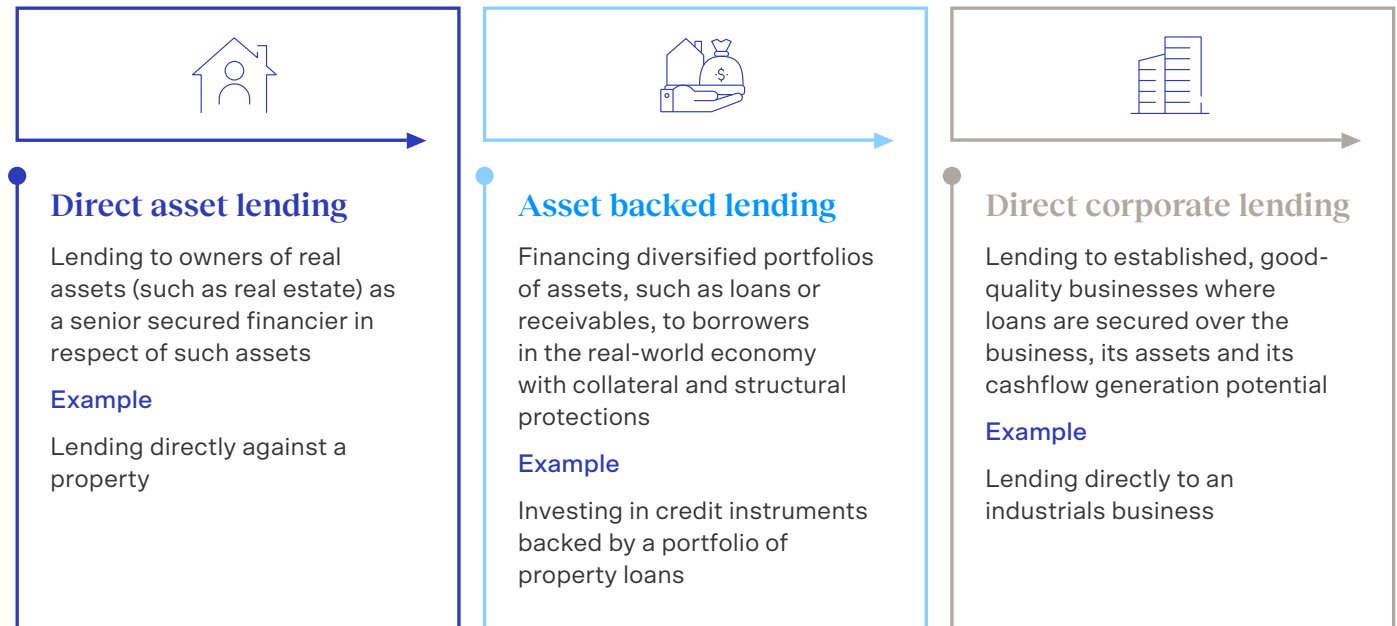 $
Direct asset lending
Lending to owners of real
assets (such as real estate) as
a senior secured financier in
respect of such assets
Example
Lending directly against a
property
Asset backed lending
Financing diversified portfolios
of assets, such as loans or
receivables, to borrowers
in the real-world economy
with collateral and structural
protections
Example
Investing in credit instruments
backed by a portfolio of
property loans
Direct corporate lending
Lending to established, good-
quality businesses where
loans are secured over the
business, its assets and its
cashflow generation potential
Example
Lending directly to an
industrials business